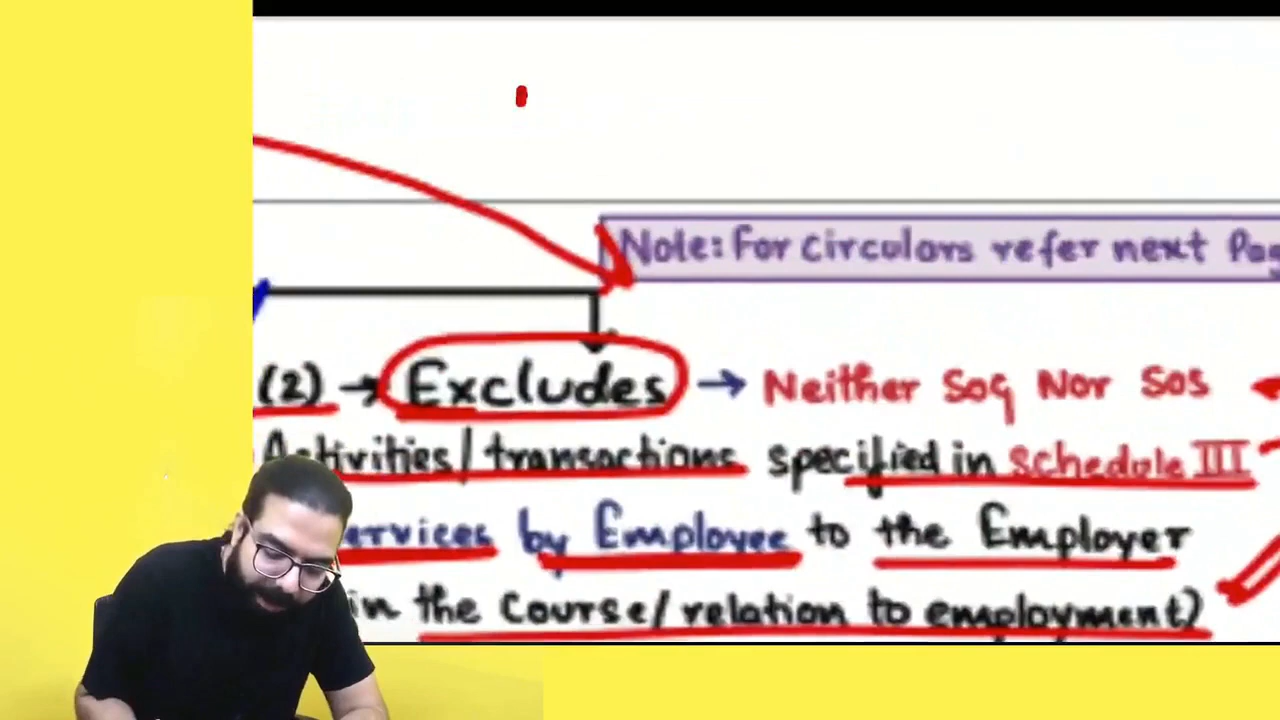 Note: For Circulars refer next Pag
(2) → Excludes → Neither SoG Nor SoS
Activities/transactions specified in Schedule III
ervices by Employee to the Employer
in the Course/relation to employment)